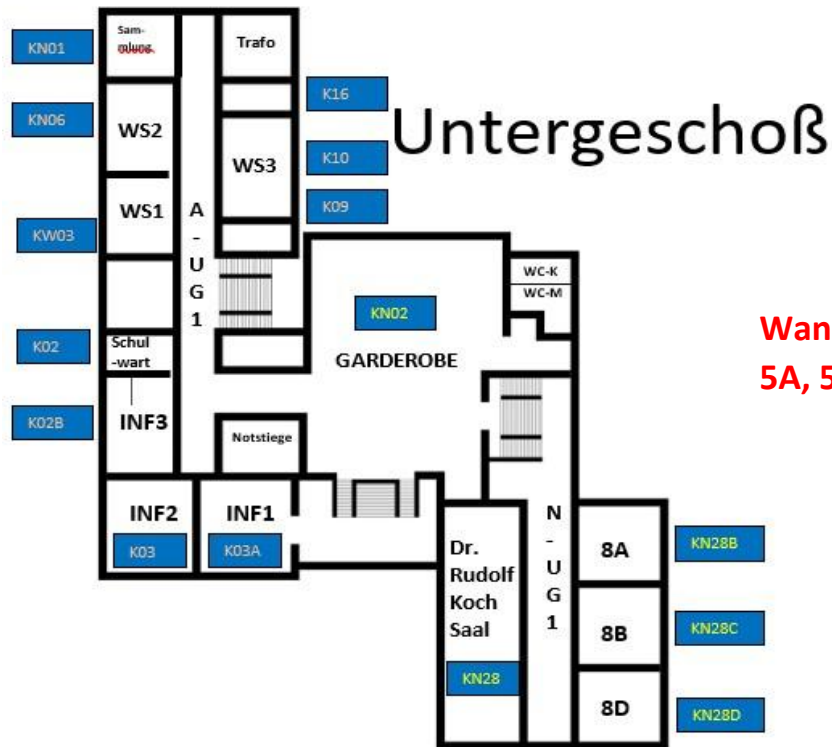 Untergeschoß
KN01
Sam-
mlung
Trafo
K16
KN06
WS2
WS3
K10
K09
WS1
KW03
A
-
U
G
1
WC-K
WC-M
KN02
GARDEROBE
Wan
5A, 5
K02
Schul
-wart
K02B
INF3
Notstiege
INF2
K03
INF1
K03A
Dr.
Rudolf
Koch
Saal
KN28
N
-
U
G
1
8A
KN28B
8B
KN28C
8D
KN28D